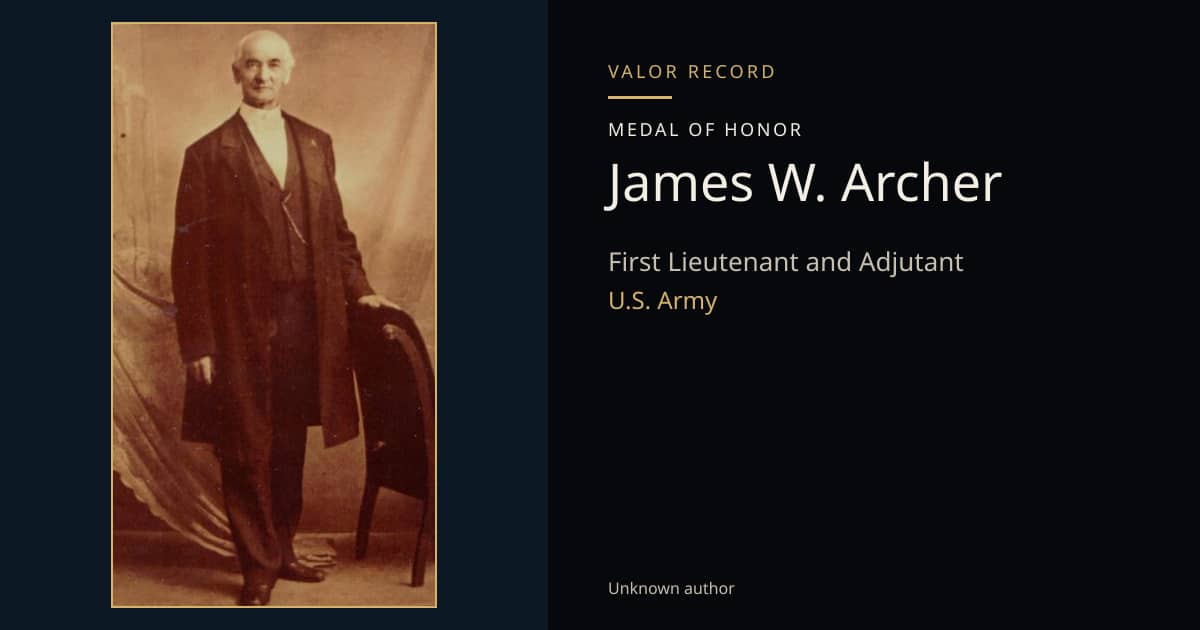 VALOR RECORD
MEDAL OF HONOR
James W. Archer
First Lieutenant and Adjutant
U.S. Army
Unknown author